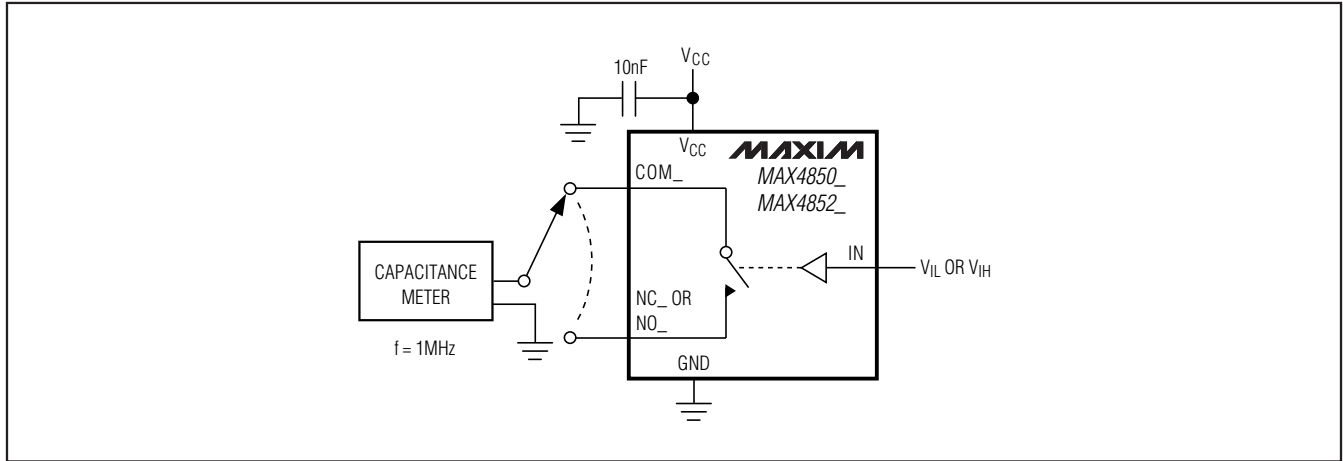 VCC
10nF
VCC
MAXIM
COM_
MAX4850_
MAX4852_
IN
VIL OR VIH
CAPACITANCE
METER
NC_ OR
NO_
f = 1MHz
GND